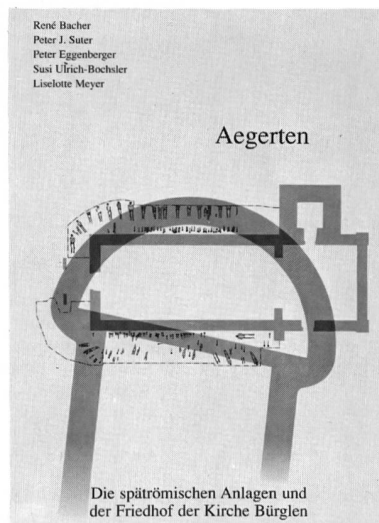 René Bacher
Peter J. Suter
Peter Eggenberger
Susi Ulrich-Bochsler
Liselotte Meyer
Aegerten
Die spätrömischen Anlagen und
der Friedhof der Kirche Bürglen